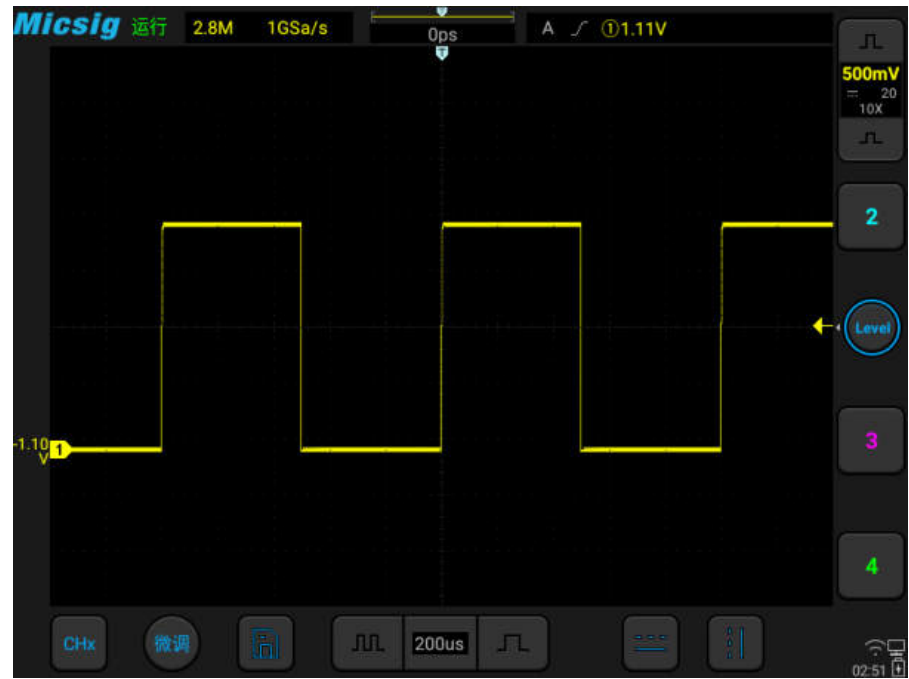 Micsig 运行 2.8M 1GSa/s 0ps A ①1.11V
T
500mV
20
10X
2
Level
-1.10
V
1
3
4
CHx 微调 200us
02:51